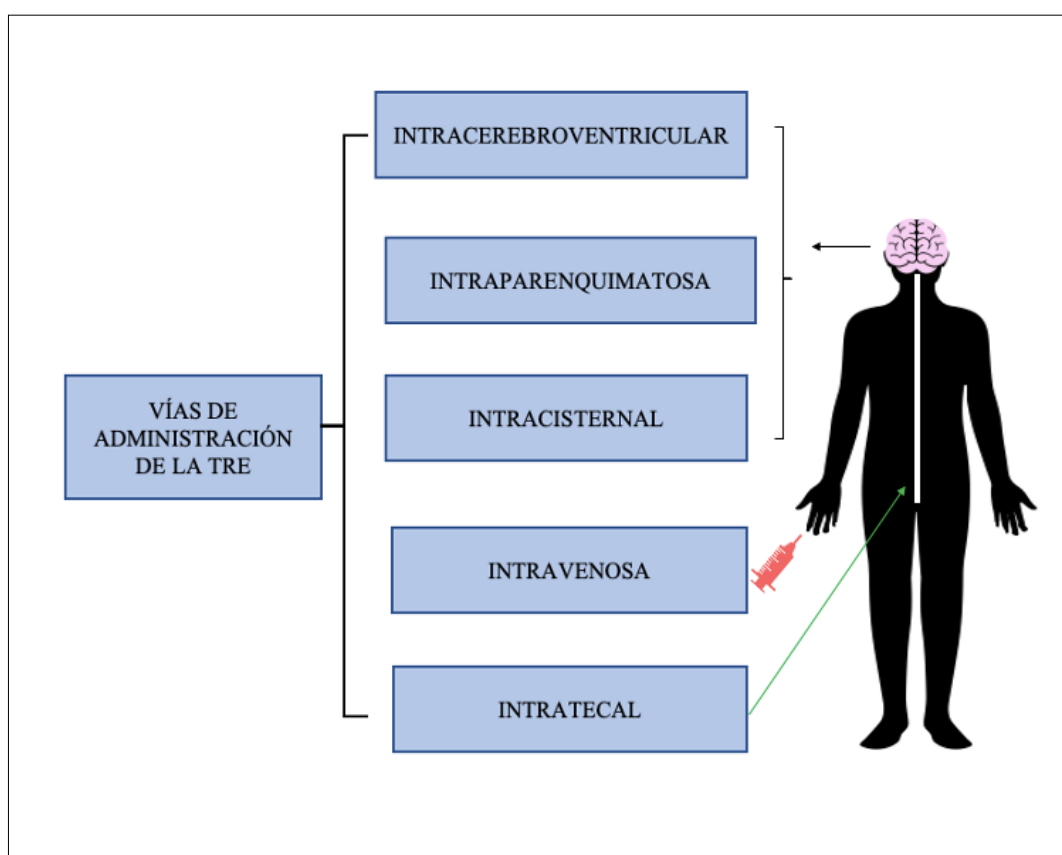 INTRACEREBROVENTRICULAR
INTRAPARENQUIMATOSA
VÍAS DE
ADMINISTRACIÓN
DE LA TRE
INTRACISTERNAL
INTRAVENOSA
INTRATECAL